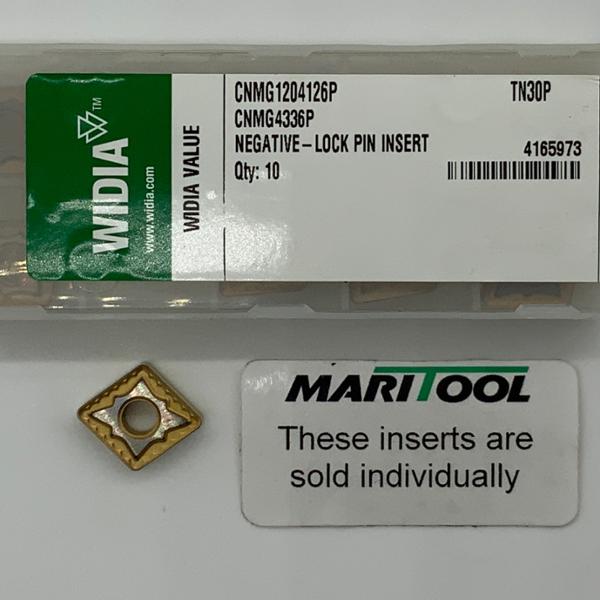 WIDIA™
www.widia.com
WIDIA VALUE
CNMG1204126P TN30P
CNMG4336P
NEGATIVE-LOCK PIN INSERT 4165973
Qty: 10
MARITOOL
These inserts are
sold individually